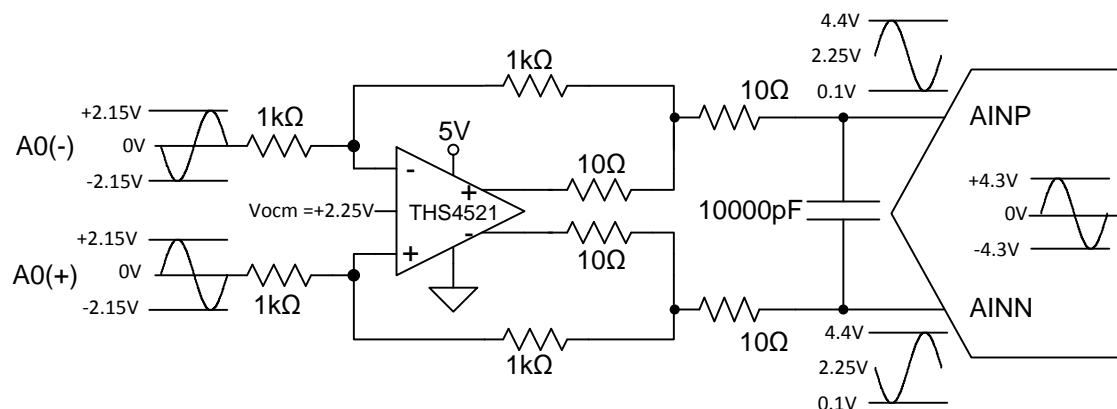 4.4V
2.25V
0.1V
1kΩ
10Ω
+2.15V
0V
-2.15V
A0(-)
1kΩ
5V
AINP
-
+
10Ω
Vocm =+2.25V
THS4521
10000pF
+4.3V
0V
-4.3V
-
+
10Ω
+2.15V
0V
-2.15V
A0(+)
1kΩ
AINN
1kΩ
10Ω
4.4V
2.25V
0.1V